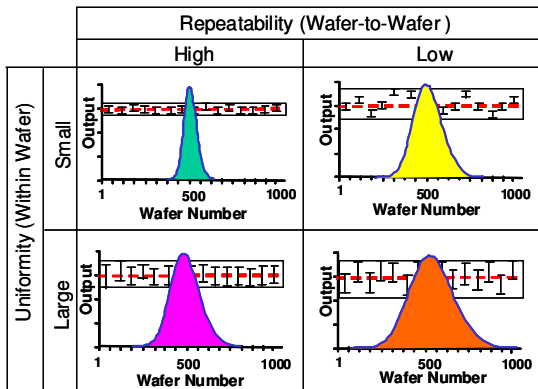 Repeatability (Wafer-to-Wafer )
High
Low
Uniformity (Within Wafer)
Small
Output
1
500
1000
Wafer Number
Output
1
500
1000
Wafer Number
Large
Output
1
500
1000
Wafer Number
Output
1
500
1000
Wafer Number